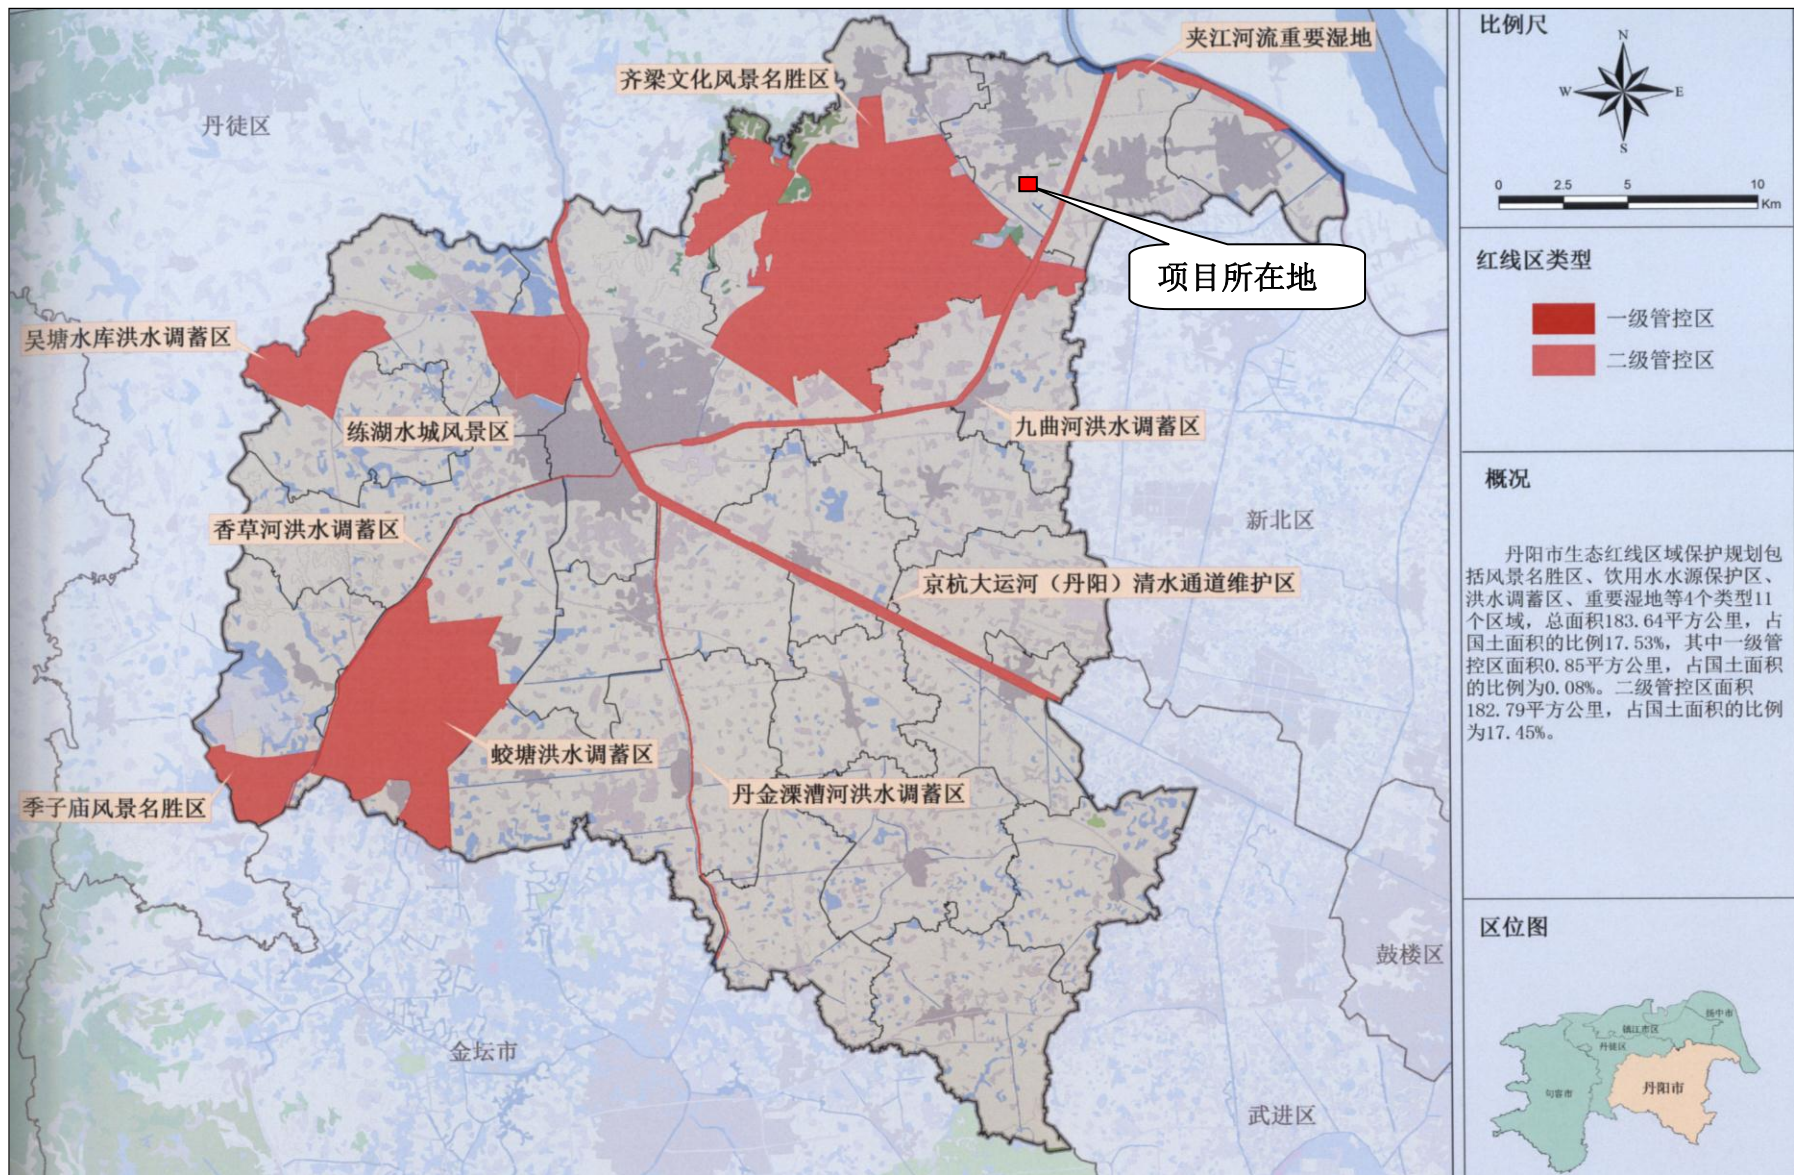 夹江河流重要湿地
齐梁文化风景名胜区
丹徒区
项目所在地
吴塘水库洪水调蓄区
练湖水城风景区
九曲河洪水调蓄区
香草河洪水调蓄区
新北区
京杭大运河（丹阳）清水通道维护区
蛟塘洪水调蓄区
丹金溧漕河洪水调蓄区
季子庙风景名胜区
鼓楼区
金坛市
武进区
比例尺
N
W
E
S
0 2.5 5 10
Km
红线区类型
一级管控区
二级管控区
概况
丹阳市生态红线区域保护规划包
括风景名胜区、饮用水水源保护区、
洪水调蓄区、重要湿地等4个类型11
个区域，总面积183.64平方公里，占
国土面积的比例17.53%，其中一级管
控区面积0.85平方公里，占国土面积
的比例为0.08%。二级管控区面积
182.79平方公里，占国土面积的比例
为17.45%。
区位图
扬中市
镇江市区
丹徒区
句容市
丹阳市